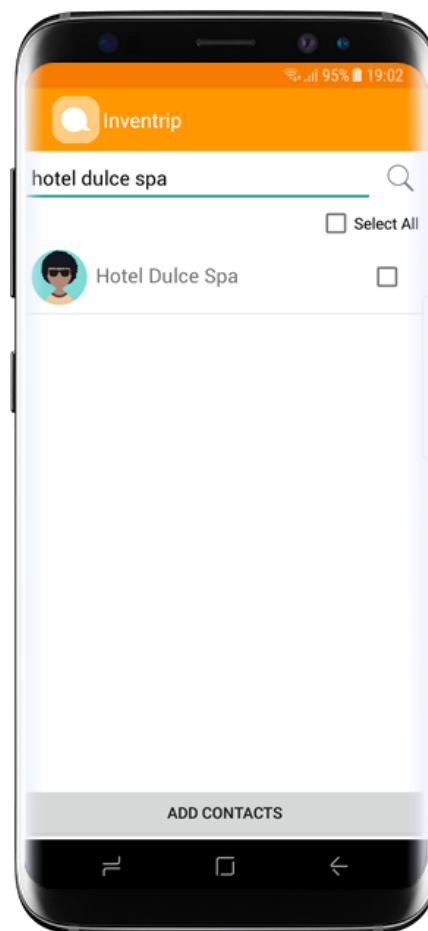 95% 19:02
Inventrip
hotel dulce spa
Select All
Hotel Dulce Spa
ADD CONTACTS